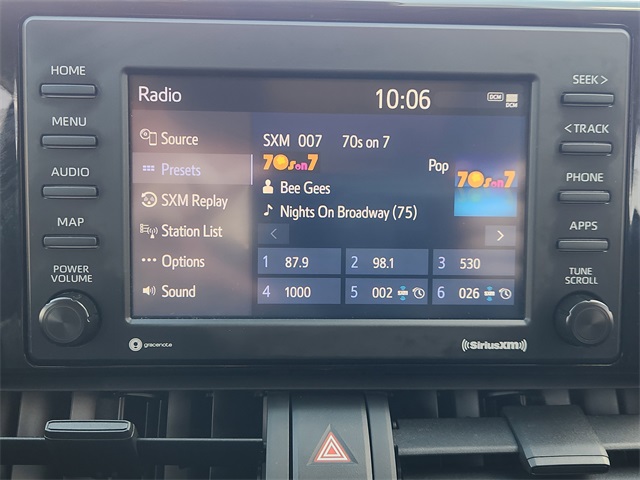 HOME
MENU
AUDIO
MAP
POWER
VOLUME
Radio
10:06
DCM
DCM
Source
Presets
SXM Replay
Station List
Options
Sound
SXM 007 70s on 7
70s on 7
Pop
70s on 7
Bee Gees
Nights On Broadway (75)
< >
1 87.9 2 98.1 3 530
4 1000 5 002 6 026
SEEK >
< TRACK
PHONE
APPS
TUNE
SCROLL
gracenote
((SiriusXM))